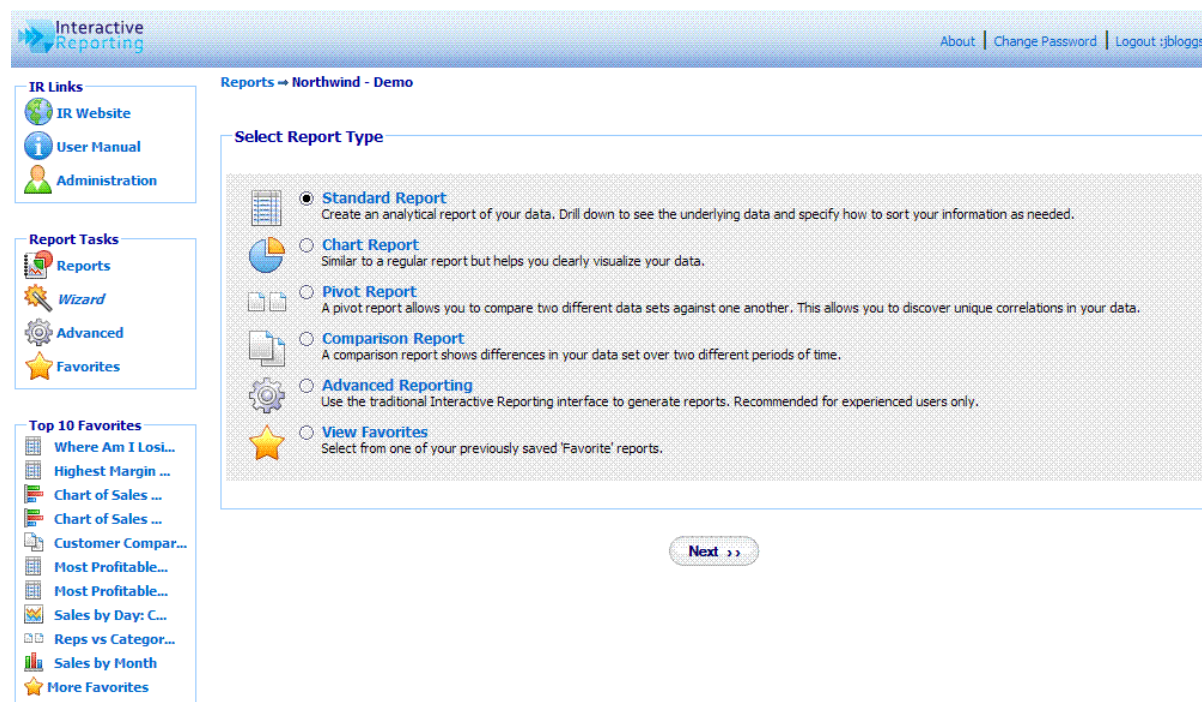 Interactive
Reporting
About | Change Password | Logout :jbloggs
IR Links
IR Website
User Manual
Administration
Report Tasks
Reports
Wizard
Advanced
Favorites
Top 10 Favorites
Where Am I Losi...
Highest Margin ...
Chart of Sales ...
Chart of Sales ...
Customer Compar...
Most Profitable...
Most Profitable...
Sales by Day: C...
Reps vs Categor...
Sales by Month
More Favorites
Reports ⇒ Northwind - Demo
Select Report Type
Standard Report
Create an analytical report of your data. Drill down to see the underlying data and specify how to sort your information as needed.
Chart Report
Similar to a regular report but helps you clearly visualize your data.
Pivot Report
A pivot report allows you to compare two different data sets against one another. This allows you to discover unique correlations in your data.
Comparison Report
A comparison report shows differences in your data set over two different periods of time.
Advanced Reporting
Use the traditional Interactive Reporting interface to generate reports. Recommended for experienced users only.
View Favorites
Select from one of your previously saved 'Favorite' reports.
Next ››